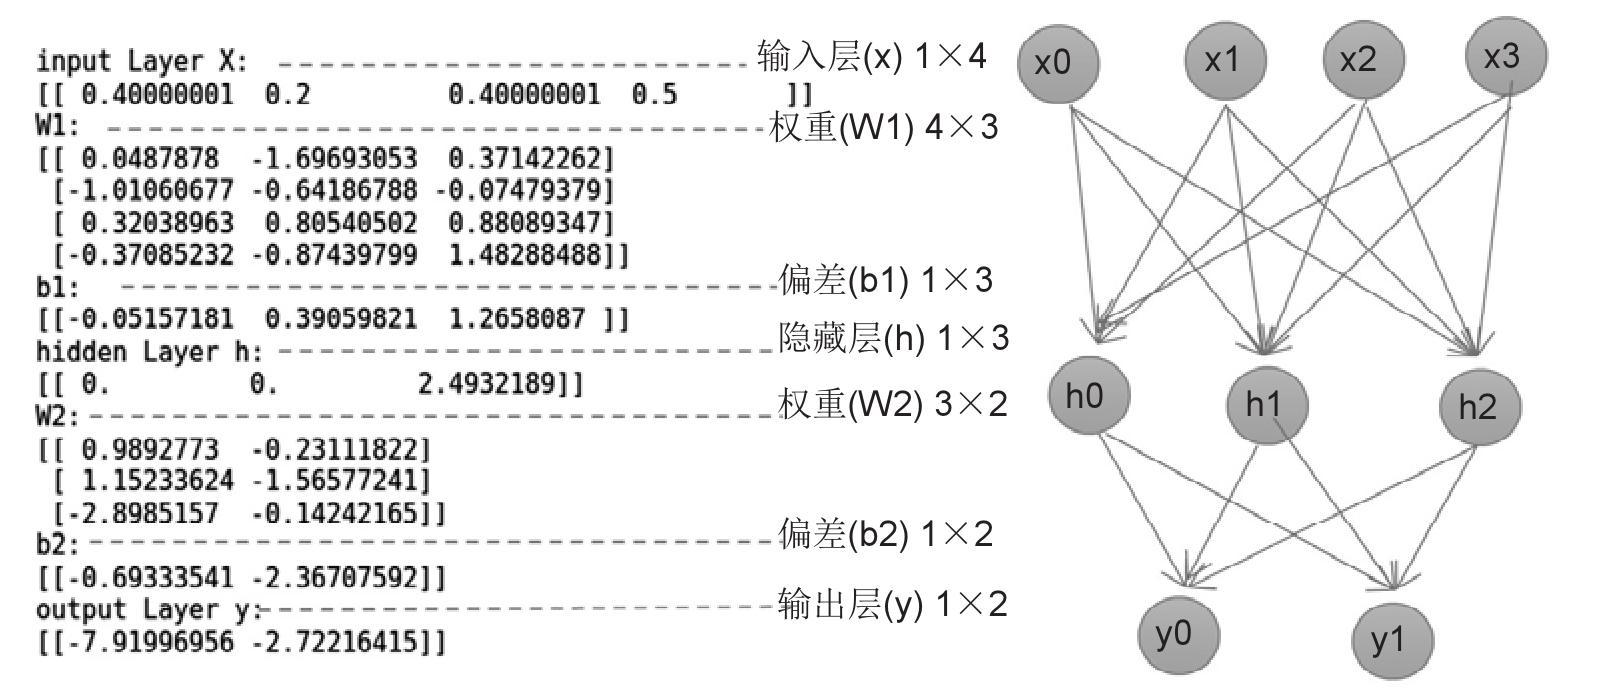 input Layer X: 输入层(x) 1×4
[[ 0.40000001 0.2 0.40000001 0.5 ]]
W1: 权重(W1) 4×3
[[ 0.0487878 -1.69693053 0.37142262]
[-1.01060677 -0.64186788 -0.07479379]
[ 0.32038963 0.80540502 0.88089347]
[-0.37085232 -0.87439799 1.48288488]]
b1: 偏差(b1) 1×3
[[-0.05157181 0.39059821 1.2658087 ]]
hidden Layer h: 隐藏层(h) 1×3
[[ 0. 0. 2.4932189]]
W2: 权重(W2) 3×2
[[ 0.9892773 -0.23111822]
[ 1.15233624 -1.56577241]
[-2.8985157 -0.14242165]]
b2: 偏差(b2) 1×2
[[-0.69333541 -2.36707592]]
output Layer y: 输出层(y) 1×2
[[-7.91996956 -2.72216415]]
x0 x1 x2 x3
h0 h1 h2
y0 y1